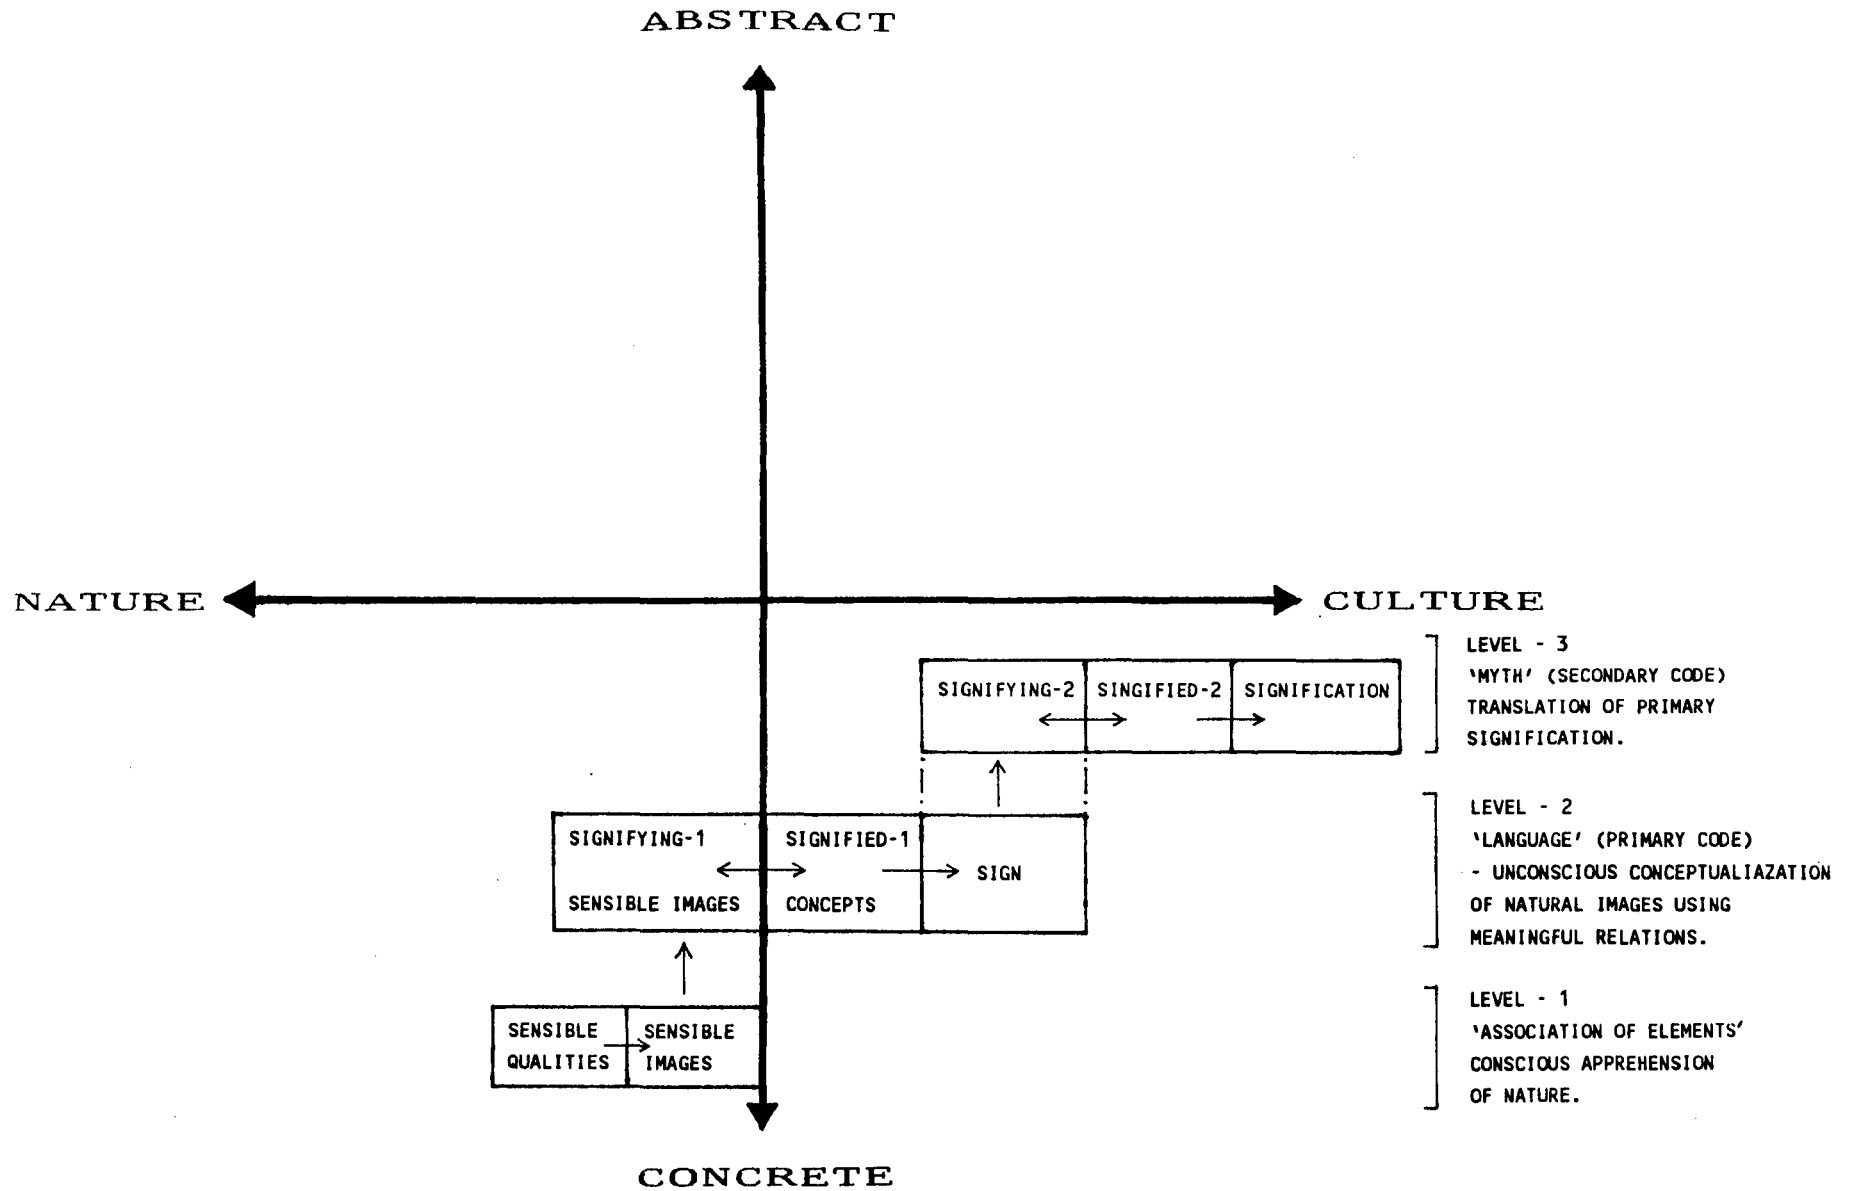 ABSTRACT
NATURE
CULTURE
LEVEL - 3
'MYTH' (SECONDARY CODE)
TRANSLATION OF PRIMARY
SIGNIFICATION.
SIGNIFYING-2
SINGIFIED-2
SIGNIFICATION
LEVEL - 2
'LANGUAGE' (PRIMARY CODE)
- UNCONSCIOUS CONCEPTUALIAZATION
OF NATURAL IMAGES USING
MEANINGFUL RELATIONS.
SIGNIFYING-1
SIGNIFIED-1
SIGN
SENSIBLE IMAGES
CONCEPTS
LEVEL - 1
'ASSOCIATION OF ELEMENTS'
CONSCIOUS APPREHENSION
OF NATURE.
SENSIBLE
QUALITIES
SENSIBLE
IMAGES
CONCRETE